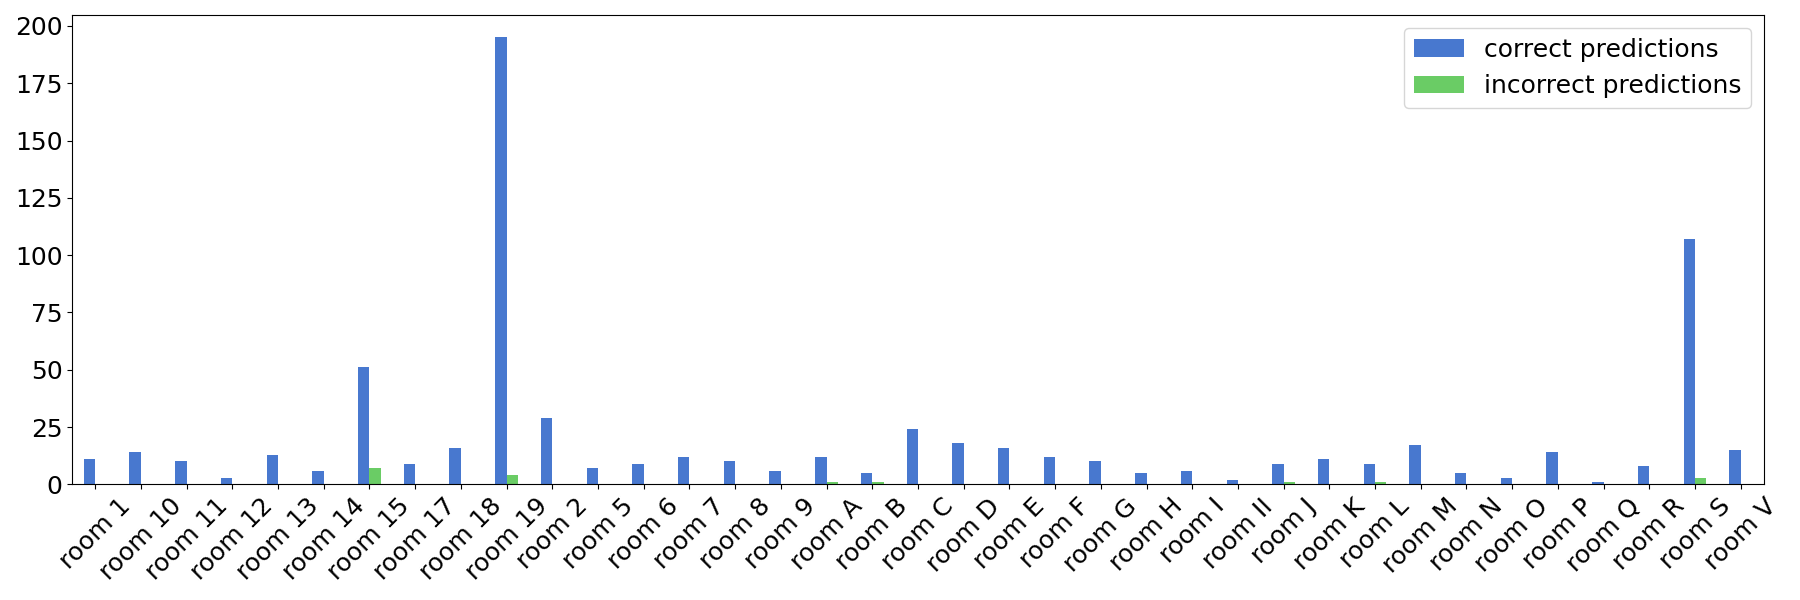 200
175
150
125
100
75
50
25
0
correct predictions
incorrect predictions
room 1
room 10
room 11
room 12
room 13
room 14
room 15
room 17
room 18
room 19
room 2
room 5
room 6
room 7
room 8
room 9
room A
room B
room C
room D
room E
room F
room G
room H
room I
room II
room J
room K
room L
room M
room N
room O
room P
room Q
room R
room S
room V